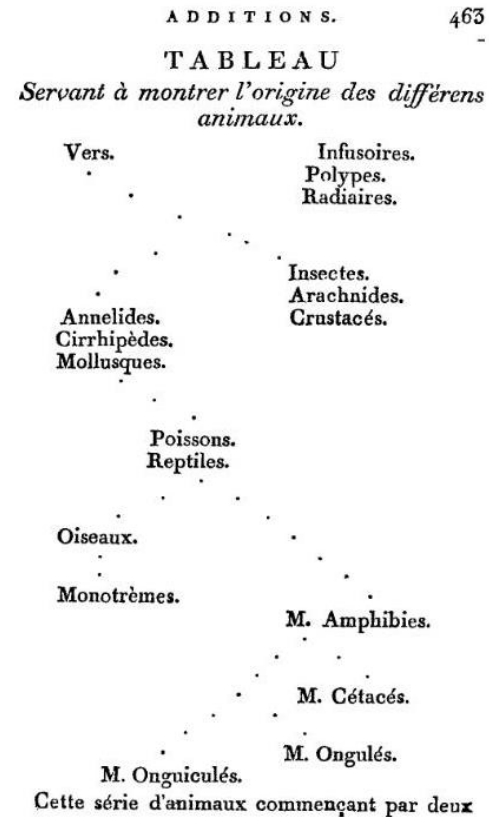 ADDITIONS. 463
TABLEAU
Servant à montrer l'origine des différens
animaux.
Vers. Infusoires.
Polypes.
Radiaires.
Insectes.
Arachnides.
Annelides. Crustacés.
Cirrhipèdes.
Mollusques.
Poissons.
Reptiles.
Oiseaux.
Monotrèmes.
M. Amphibies.
M. Cétacés.
M. Ongulés.
M. Onguiculés.
Cette série d'animaux commençant par deux